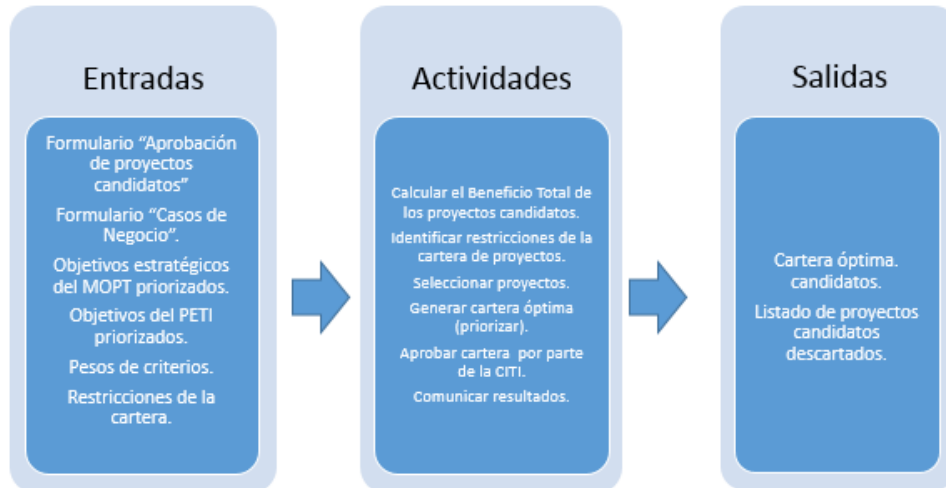 Entradas
Formulario “Aprobación
de proyectos
candidatos”
Formulario “Casos de
Negocio”.
Objetivos estratégicos
del MOPT priorizados.
Objetivos del PETI
priorizados.
Pesos de criterios.
Restricciones de la
cartera.
Actividades
Calcular el Beneficio Total de
los proyectos candidatos.
Identificar restricciones de la
cartera de proyectos.
Seleccionar proyectos.
Generar cartera óptima
(priorizar).
Aprobar cartera por parte
de la CITI.
Comunicar resultados.
Salidas
Cartera óptima.
candidatos.
Listado de proyectos
candidatos
descartados.